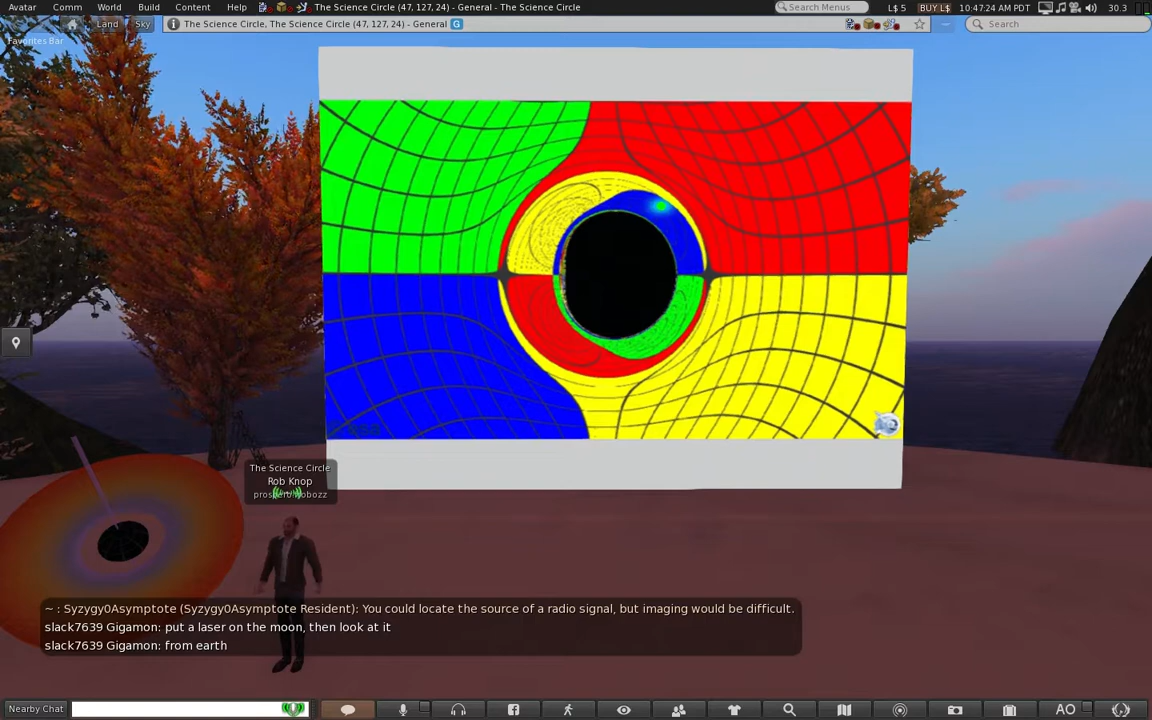 Avatar Comm World Build Content Help The Science Circle (47, 127, 24) - General - The Science Circle Search Menus L$ 5 BUY L$ 10:47:24 AM PDT 30.3
Land Sky The Science Circle, The Science Circle (47, 127, 24) - General G Search
Favorites Bar
The Science Circle
Rob Knop
~ : Syzygy0Asymptote (Syzygy0Asymptote Resident): You could locate the source of a radio signal, but imaging would be difficult.
slack7639 Gigamon: put a laser on the moon, then look at it
slack7639 Gigamon: from earth
Nearby Chat AO